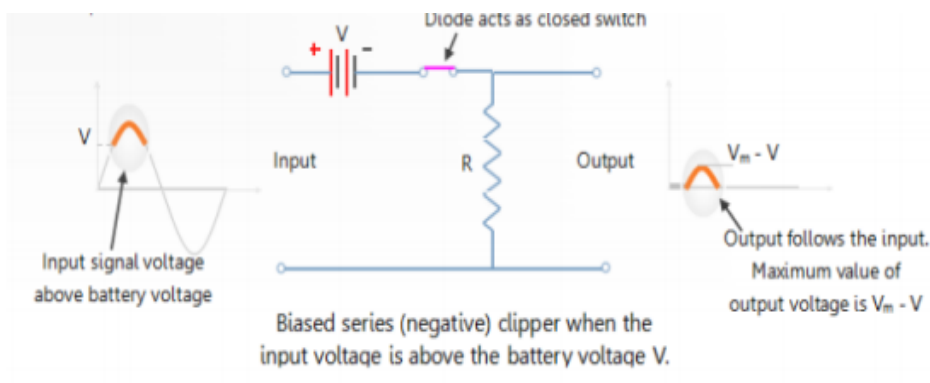 Diode acts as closed switch
V
+
-
V
Input
R
Output
Vₘ - V
Input signal voltage
above battery voltage
Output follows the input.
Maximum value of
output voltage is Vₘ - V
Biased series (negative) clipper when the
input voltage is above the battery voltage V.